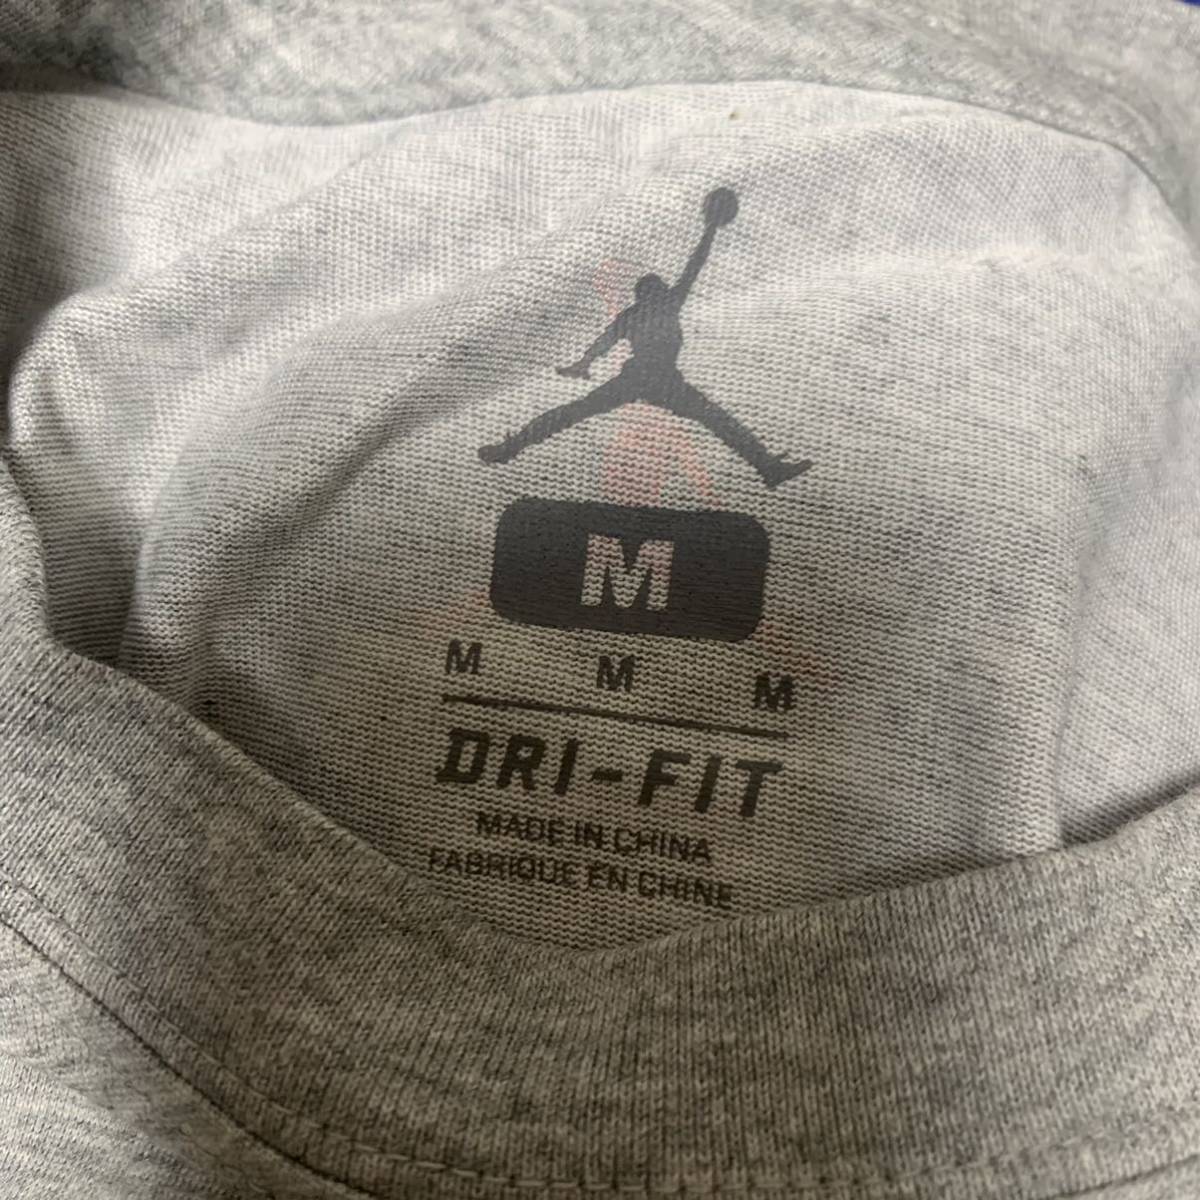 M
M M M
DRI-FIT
MADE IN CHINA
FABRIQUE EN CHINE